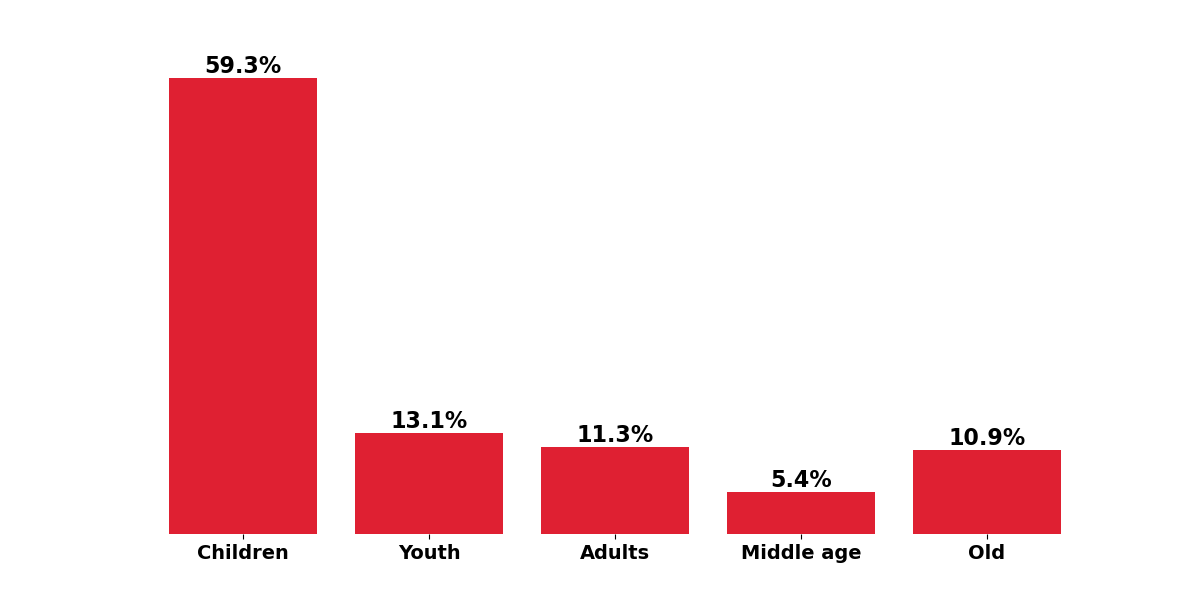 59.3%
13.1%
11.3%
5.4%
10.9%
Children
Youth
Adults
Middle age
Old